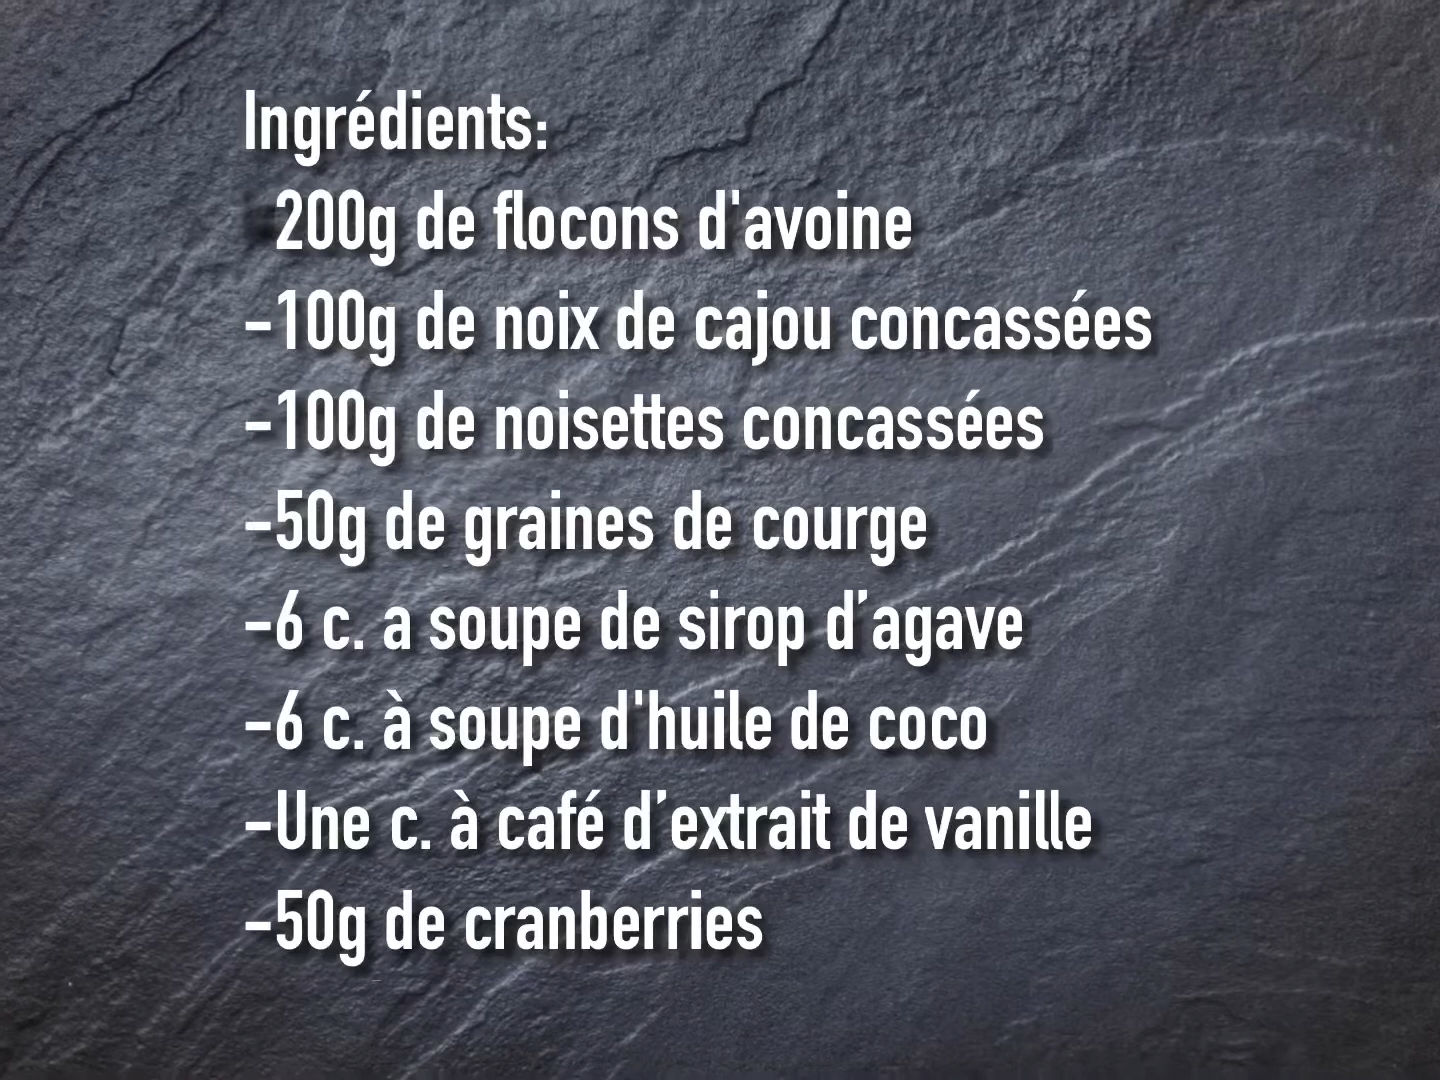 Ingrédients:
200g de flocons d'avoine
-100g de noix de cajou concassées
-100g de noisettes concassées
-50g de graines de courge
-6 c. a soupe de sirop d’agave
-6 c. à soupe d'huile de coco
-Une c. à café d’extrait de vanille
-50g de cranberries